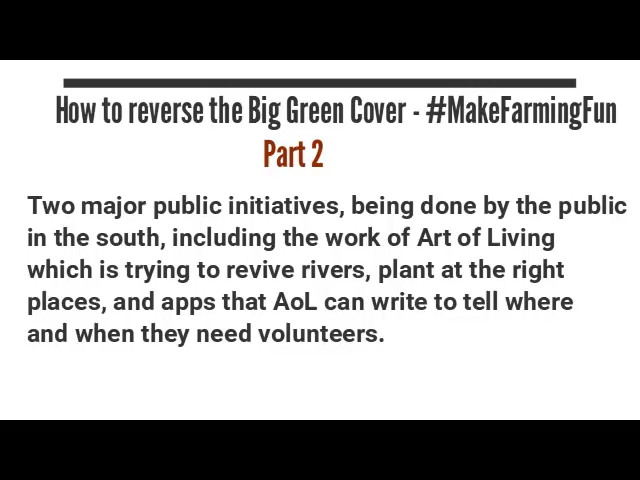 How to reverse the Big Green Cover - #MakeFarmingFun
Part 2
Two major public initiatives, being done by the public
in the south, including the work of Art of Living
which is trying to revive rivers, plant at the right
places, and apps that AoL can write to tell where
and when they need volunteers.